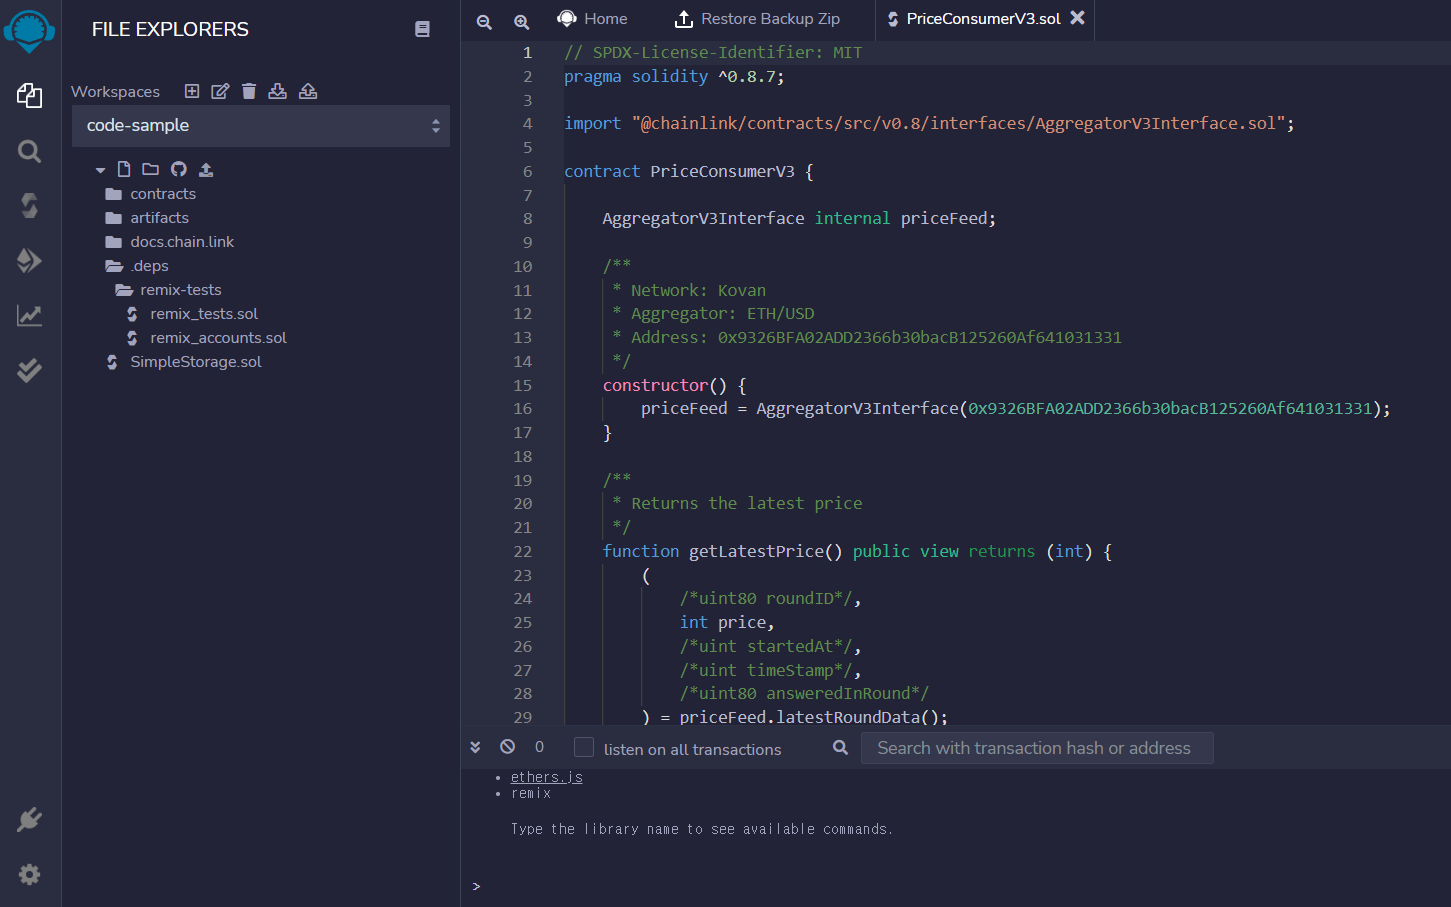 FILE EXPLORERS
Workspaces
code-sample
contracts
artifacts
docs.chain.link
.deps
remix-tests
remix_tests.sol
remix_accounts.sol
SimpleStorage.sol
Home
Restore Backup Zip
PriceConsumerV3.sol
1 // SPDX-License-Identifier: MIT
2 pragma solidity ^0.8.7;
3
4 import "@chainlink/contracts/src/v0.8/interfaces/AggregatorV3Interface.sol";
5
6 contract PriceConsumerV3 {
7
8 AggregatorV3Interface internal priceFeed;
9
10 /**
11 * Network: Kovan
12 * Aggregator: ETH/USD
13 * Address: 0x9326BFA02ADD2366b30bacB125260Af641031331
14 */
15 constructor() {
16 priceFeed = AggregatorV3Interface(0x9326BFA02ADD2366b30bacB125260Af641031331);
17 }
18
19 /**
20 * Returns the latest price
21 */
22 function getLatestPrice() public view returns (int) {
23 (
24 /*uint80 roundID*/,
25 int price,
26 /*uint startedAt*/,
27 /*uint timeStamp*/,
28 /*uint80 answeredInRound*/
29 ) = priceFeed.latestRoundData();
0
listen on all transactions
Search with transaction hash or address
• ethers.js
• remix
Type the library name to see available commands.
>